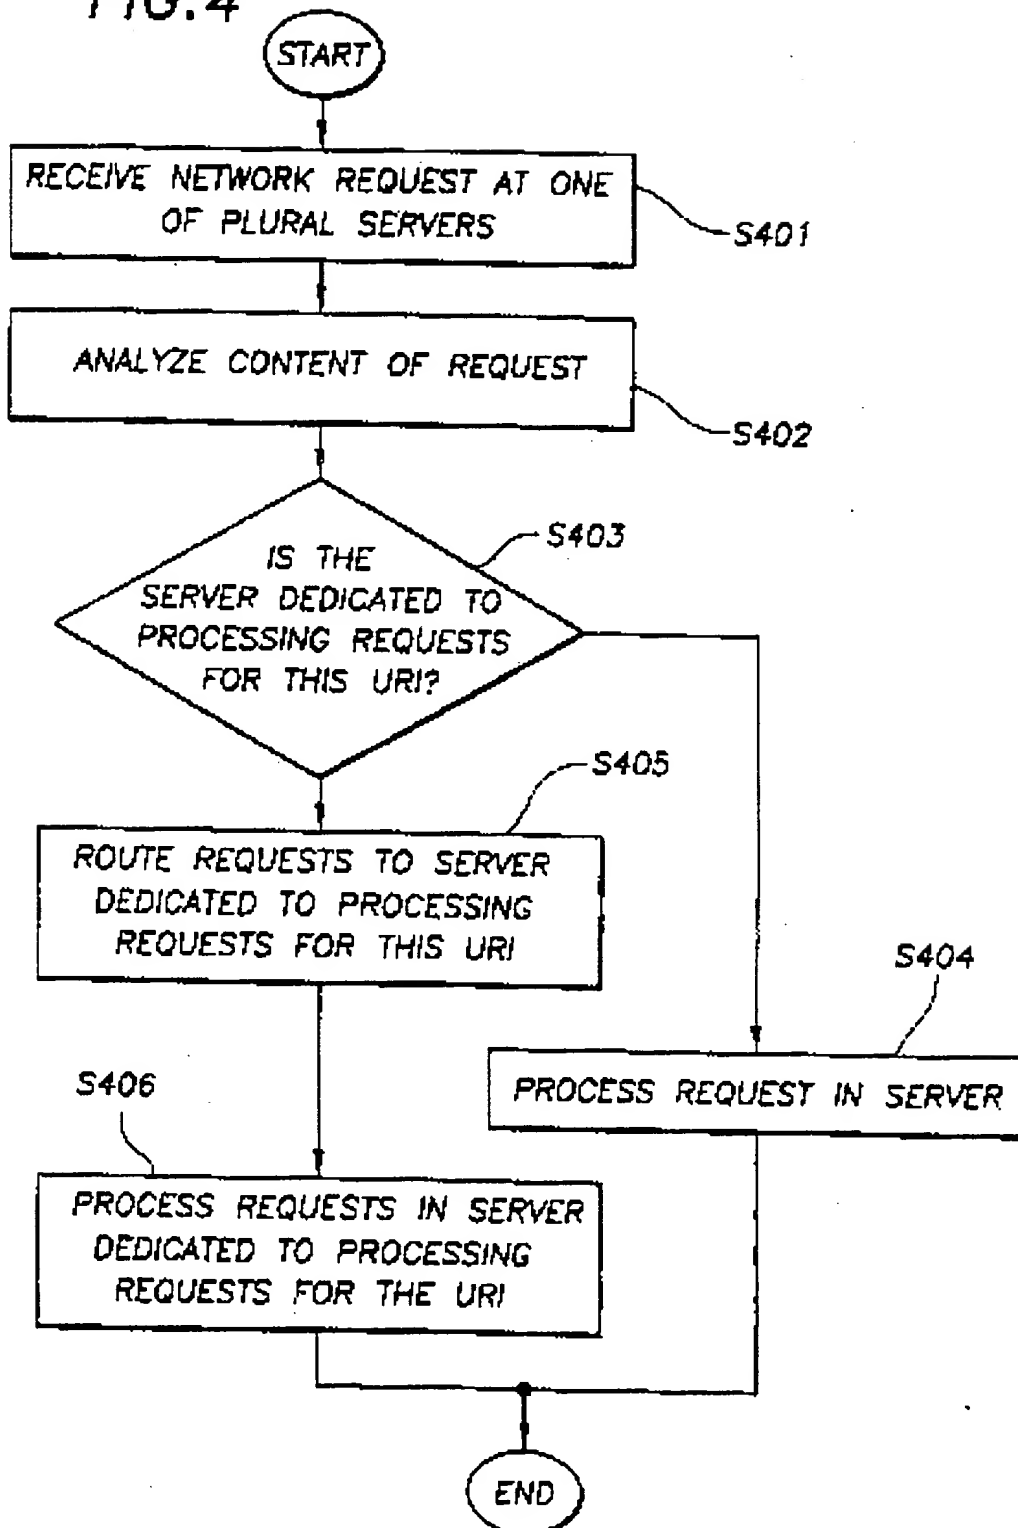 FIG.4
START
RECEIVE NETWORK REQUEST AT ONE
OF PLURAL SERVERS
S401
ANALYZE CONTENT OF REQUEST
S402
S403
IS THE
SERVER DEDICATED TO
PROCESSING REQUESTS
FOR THIS URI?
S405
ROUTE REQUESTS TO SERVER
DEDICATED TO PROCESSING
REQUESTS FOR THIS URI
S404
PROCESS REQUEST IN SERVER
S406
PROCESS REQUESTS IN SERVER
DEDICATED TO PROCESSING
REQUESTS FOR THE URI
END